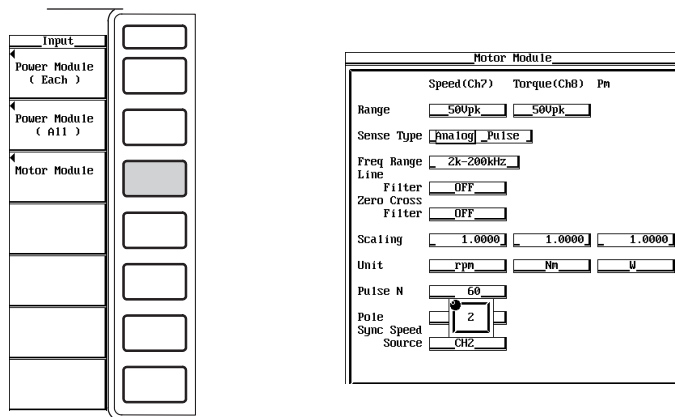 Input
Power Module
( Each )
Power Module
( All )
Motor Module
Motor Module
Speed(Ch7) Torque(Ch8) Pm
Range 50Vpk 50Vpk
Sense Type Analog Pulse
Freq Range 2k-200kHz
Line
Filter OFF
Zero Cross
Filter OFF
Scaling 1.0000 1.0000 1.0000
Unit rpm Nm W
Pulse N 60
Pole 2
Sync Speed
Source CH2